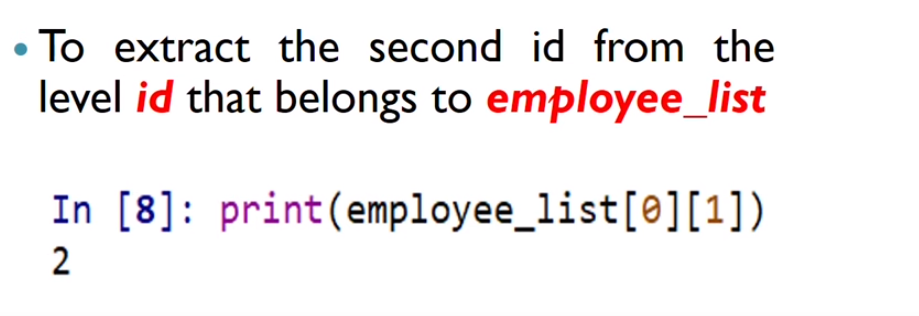 • To extract the second id from the
level id that belongs to employee_list
In [8]: print(employee_list[0][1])
2